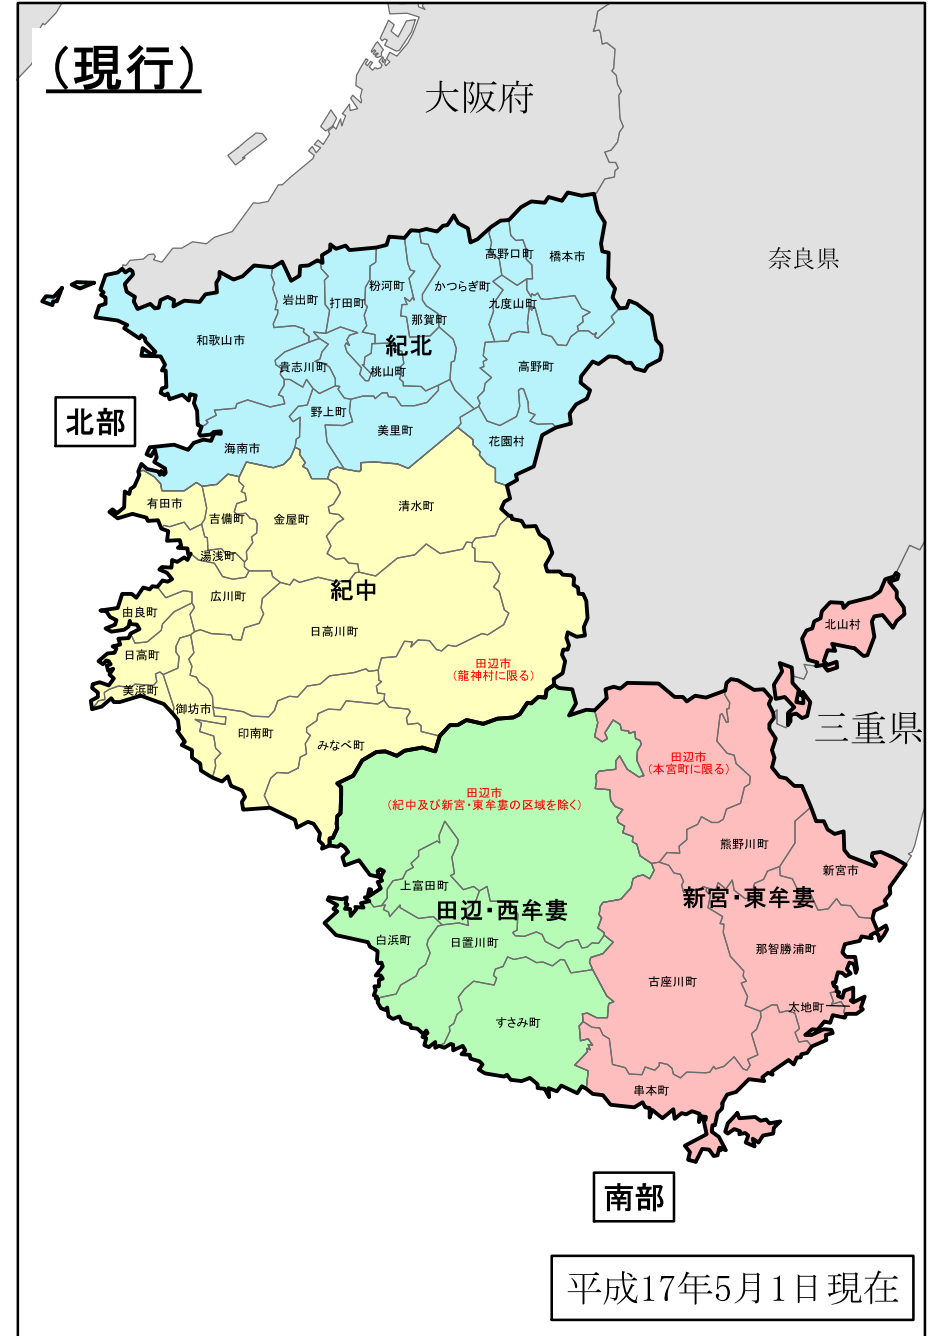 (現行)
大阪府
奈良県
高野口町
橋本市
粉河町
かつらぎ町
岩出町
打田町
九度山町
那賀町
和歌山市
紀北
貴志川町
桃山町
高野町
北部
野上町
美里町
海南市
花園村
有田市
吉備町
金屋町
清水町
湯浅町
紀中
広川町
由良町
日高川町
北山村
日高町
田辺市
(龍神村に限る)
美浜町
御坊市
印南町
みなべ町
三重県
田辺市
(本宮町に限る)
田辺市
(紀中及び新宮・東牟婁の区域を除く)
熊野川町
新宮市
上富田町
新宮・東牟婁
田辺・西牟婁
白浜町
日置川町
那智勝浦町
古座川町
太地町
すさみ町
串本町
南部
平成17年5月1日現在